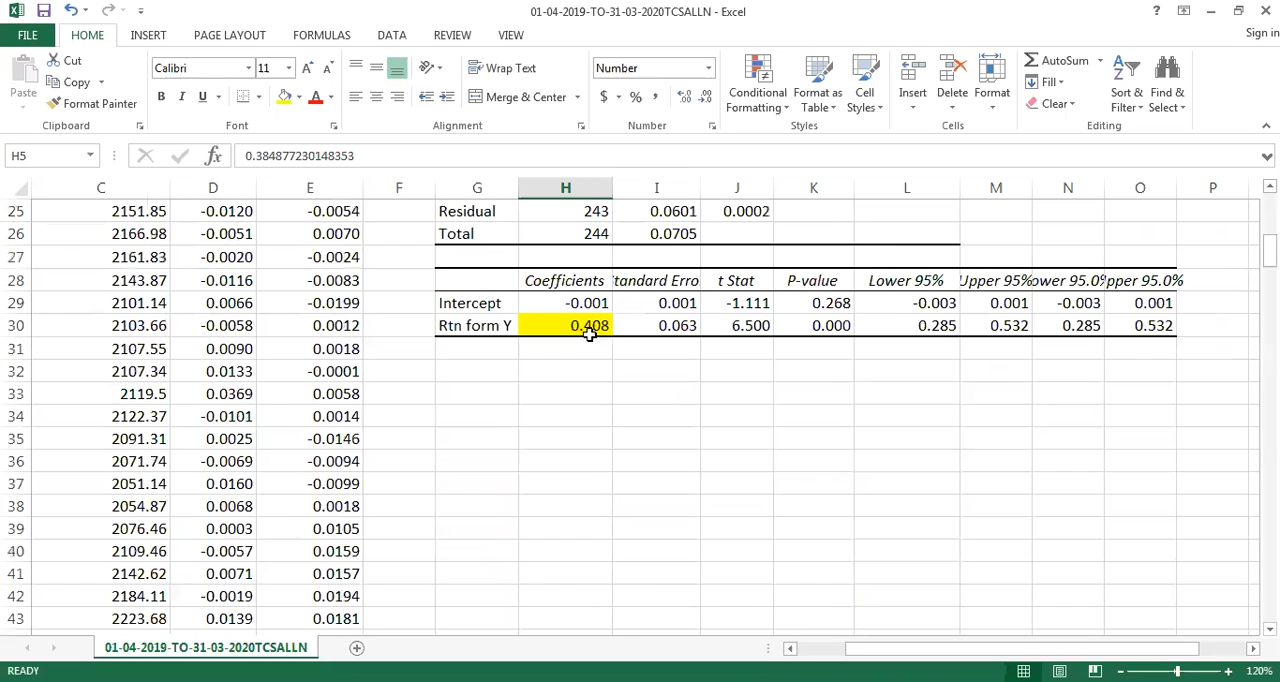 01-04-2019-TO-31-03-2020TCSALLN - Excel
FILE HOME INSERT PAGE LAYOUT FORMULAS DATA REVIEW VIEW Sign in
Paste Cut Copy Format Painter Clipboard
Calibri 11 B I U A Font
Wrap Text Merge & Center Alignment
Number $ % , Number
Conditional Formatting Format as Table Cell Styles Styles
Insert Delete Format Cells
AutoSum Fill Clear Sort & Filter Find & Select Editing
H5 fx 0.384877230148353
C D E F G H I J K L M N O P
25 2151.85 -0.0120 -0.0054 Residual 243 0.0601 0.0002
26 2166.98 -0.0051 0.0070 Total 244 0.0705
27 2161.83 -0.0020 -0.0024
28 2143.87 -0.0116 -0.0083 Coefficients tandard Erro t Stat P-value Lower 95% Upper 95% ower 95.0% pper 95.0%
29 2101.14 0.0066 -0.0199 Intercept -0.001 0.001 -1.111 0.268 -0.003 0.001 -0.003 0.001
30 2103.66 -0.0058 0.0012 Rtn form Y 0.408 0.063 6.500 0.000 0.285 0.532 0.285 0.532
31 2107.55 0.0090 0.0018
32 2107.34 0.0133 -0.0001
33 2119.5 0.0369 0.0058
34 2122.37 -0.0101 0.0014
35 2091.31 0.0025 -0.0146
36 2071.74 -0.0069 -0.0094
37 2051.14 0.0160 -0.0099
38 2054.87 0.0068 0.0018
39 2076.46 0.0003 0.0105
40 2109.46 -0.0057 0.0159
41 2142.62 0.0071 0.0157
42 2184.11 -0.0019 0.0194
43 2223.68 0.0139 0.0181
01-04-2019-TO-31-03-2020TCSALLN
READY 120%